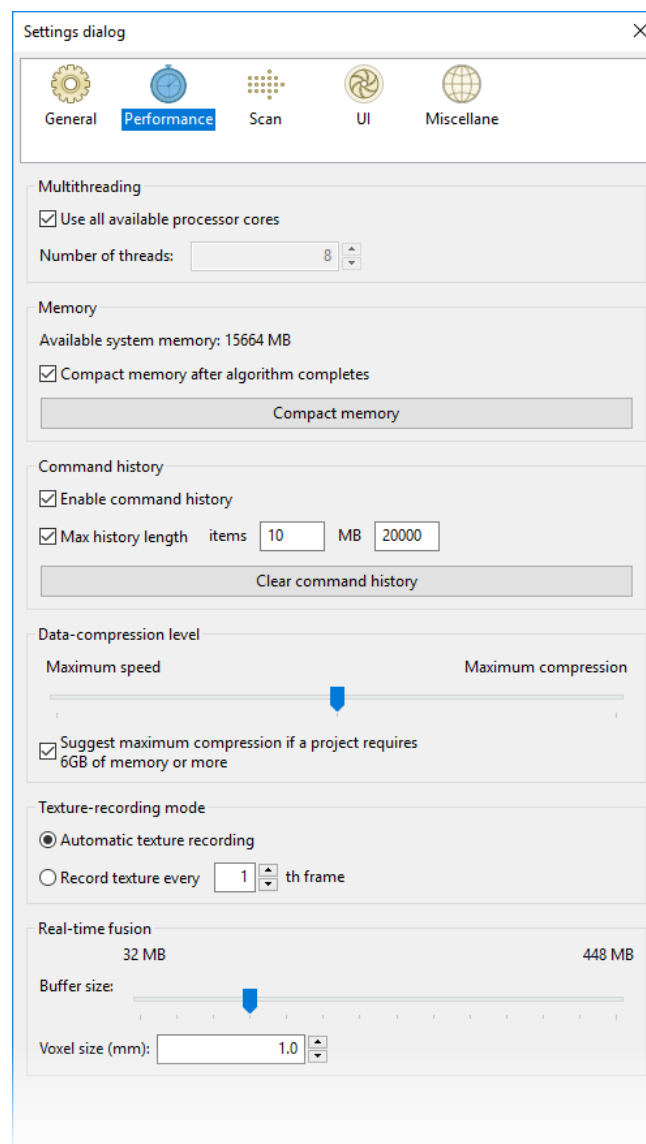 Settings dialog
General Performance Scan UI Miscellane
Multithreading
Use all available processor cores
Number of threads: 8
Memory
Available system memory: 15664 MB
Compact memory after algorithm completes
Compact memory
Command history
Enable command history
Max history length items 10 MB 20000
Clear command history
Data-compression level
Maximum speed Maximum compression
Suggest maximum compression if a project requires
6GB of memory or more
Texture-recording mode
Automatic texture recording
Record texture every 1 th frame
Real-time fusion
32 MB 448 MB
Buffer size:
Voxel size (mm): 1.0